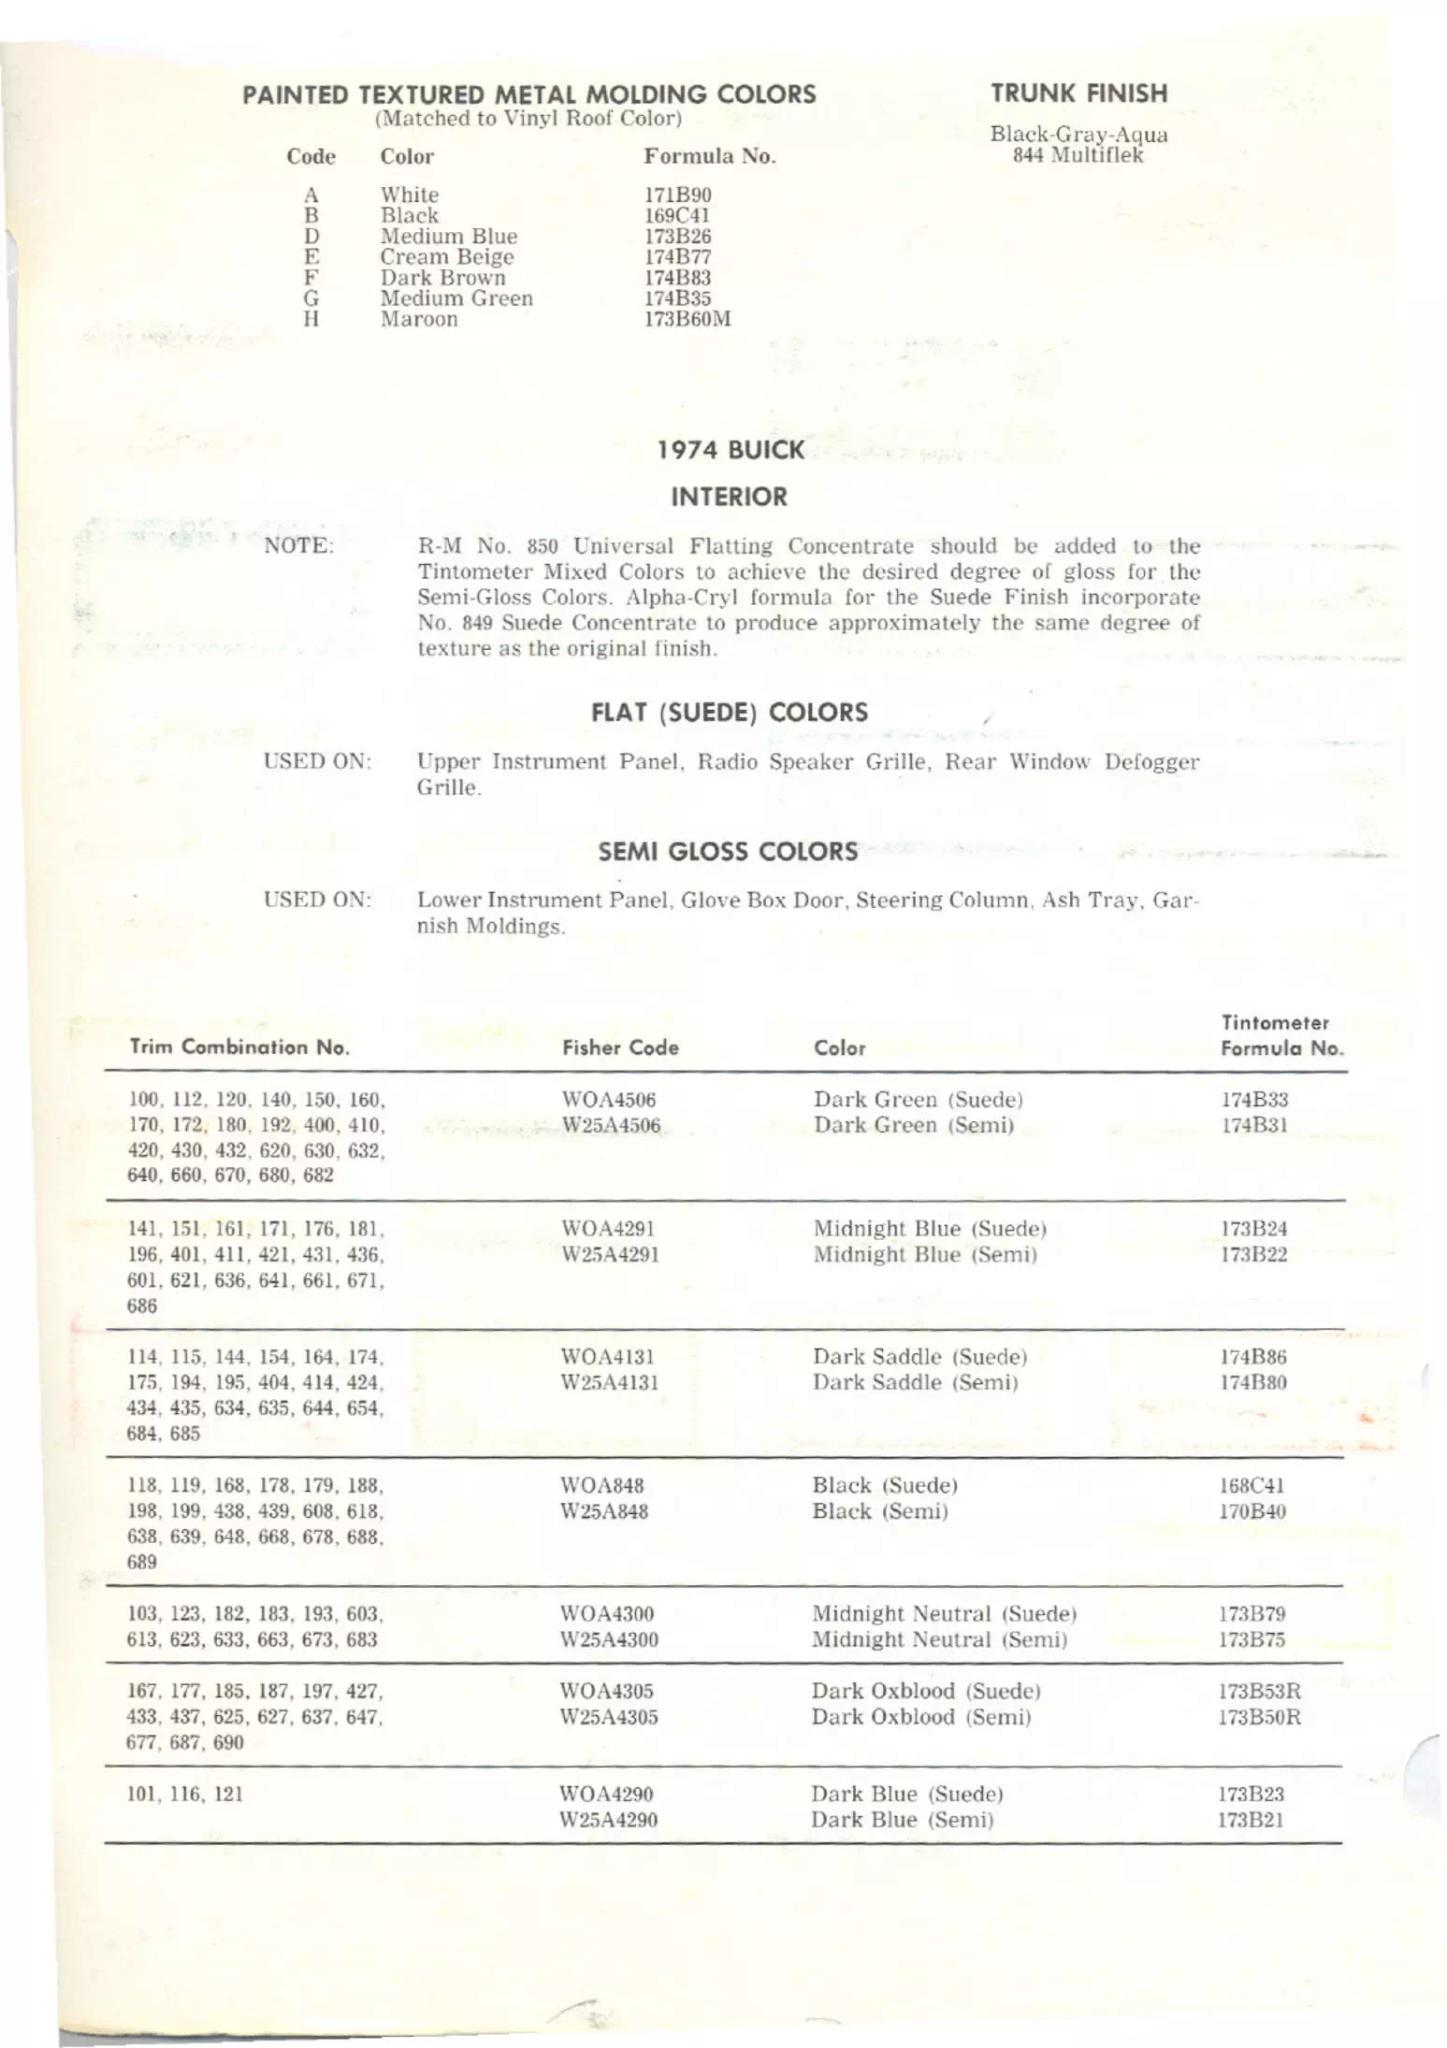 PAINTED TEXTURED METAL MOLDING COLORS
(Matched to Vinyl Roof Color)
Code Color Formula No.
A White 171B90
B Black 169C41
D Medium Blue 173B26
E Cream Beige 174B77
F Dark Brown 174B83
G Medium Green 174B35
H Maroon 173B60M
TRUNK FINISH
Black-Gray-Aqua
844 Multiflek
1974 BUICK
INTERIOR
NOTE: R-M No. 850 Universal Flatting Concentrate should be added to the
Tintometer Mixed Colors to achieve the desired degree of gloss for the
Semi-Gloss Colors. Alpha-Cryl formula for the Suede Finish incorporate
No. 849 Suede Concentrate to produce approximately the same degree of
texture as the original finish.
FLAT (SUEDE) COLORS
USED ON: Upper Instrument Panel, Radio Speaker Grille, Rear Window Defogger
Grille.
SEMI GLOSS COLORS
USED ON: Lower Instrument Panel, Glove Box Door, Steering Column, Ash Tray, Gar-
nish Moldings.
Tintometer
Trim Combination No. Fisher Code Color Formula No.
100, 112, 120, 140, 150, 160, WOA4506 Dark Green (Suede) 174B33
170, 172, 180, 192, 400, 410, W25A4506 Dark Green (Semi) 174B31
420, 430, 432, 620, 630, 632,
640, 660, 670, 680, 682
141, 151, 161, 171, 176, 181, WOA4291 Midnight Blue (Suede) 173B24
196, 401, 411, 421, 431, 436, W25A4291 Midnight Blue (Semi) 173B22
601, 621, 636, 641, 661, 671,
686
114, 115, 144, 154, 164, 174, WOA4131 Dark Saddle (Suede) 174B86
175, 194, 195, 404, 414, 424, W25A4131 Dark Saddle (Semi) 174B80
434, 435, 634, 635, 644, 654,
684, 685
118, 119, 168, 178, 179, 188, WOA848 Black (Suede) 168C41
198, 199, 438, 439, 608, 618, W25A848 Black (Semi) 170B40
638, 639, 648, 668, 678, 688,
689
103, 123, 182, 183, 193, 603, WOA4300 Midnight Neutral (Suede) 173B79
613, 623, 633, 663, 673, 683 W25A4300 Midnight Neutral (Semi) 173B75
167, 177, 185, 187, 197, 427, WOA4305 Dark Oxblood (Suede) 173B53R
433, 437, 625, 627, 637, 647, W25A4305 Dark Oxblood (Semi) 173B50R
677, 687, 690
101, 116, 121 WOA4290 Dark Blue (Suede) 173B23
W25A4290 Dark Blue (Semi) 173B21